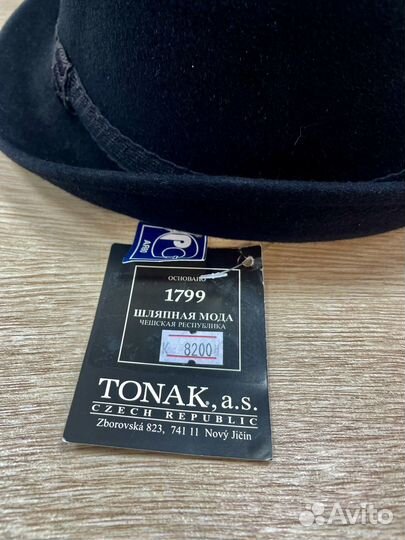 ОСНОВАНО
1799
ШЛЯПНАЯ МОДА
ЧЕШСКАЯ РЕСПУБЛИКА
8200
TONAK, a.s.
CZECH REPUBLIC
Zborovská 823, 741 11 Nový Jičín
Avito